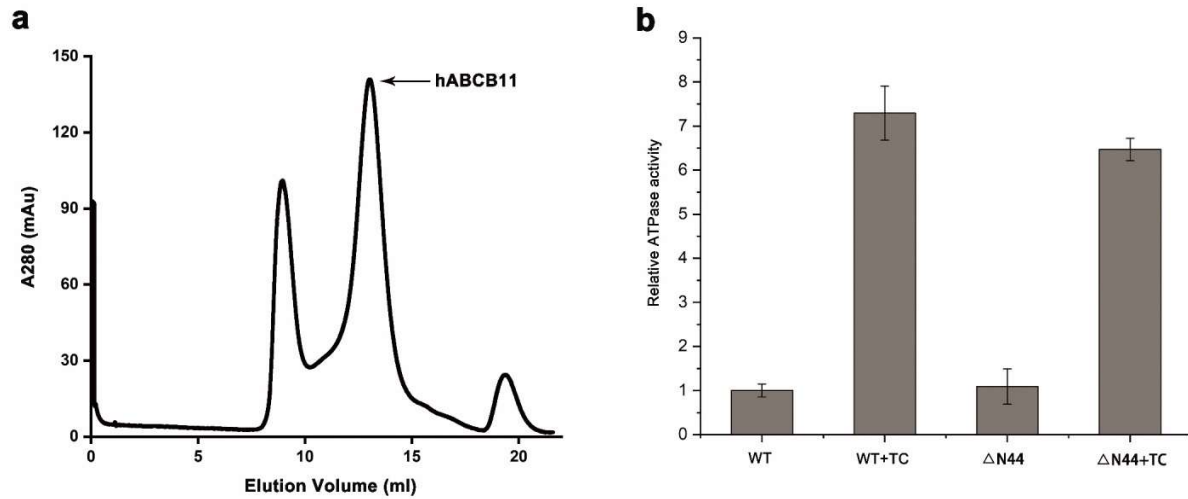 a
150
120
90
60
30
0
A280 (mAu)
hABCB11
0 5 10 15 20
Elution Volume (ml)
b
9
8
7
6
5
4
3
2
1
0
Relative ATPase activity
WT WT+TC △N44 △N44+TC